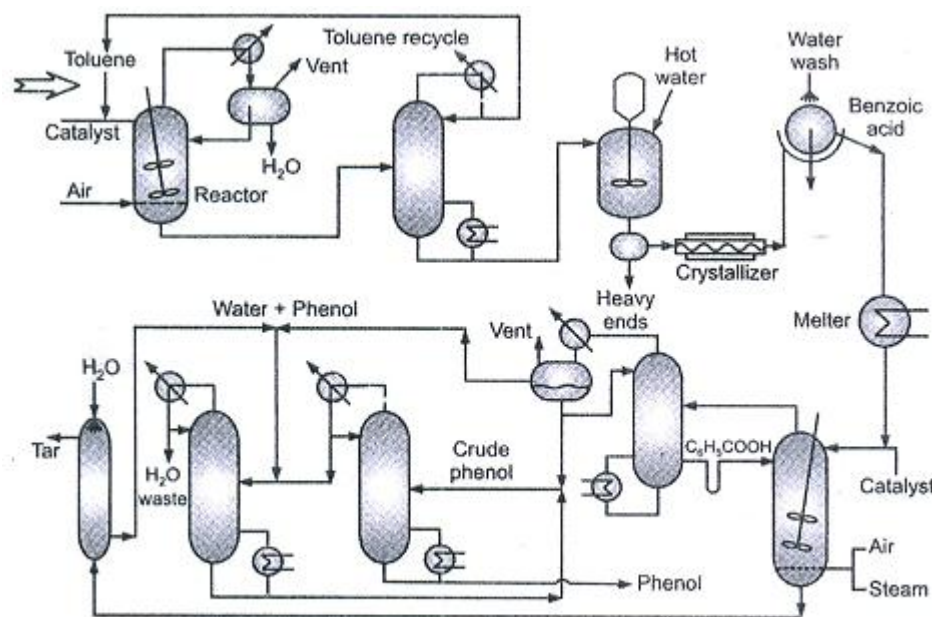 Toluene recycle
Toluene
Vent
Hot
water
Water
wash
Benzoic
acid
Catalyst
H₂O
Air
Reactor
Crystallizer
Heavy
ends
Melter
Water + Phenol
Vent
H₂O
Tar
H₂O
waste
Crude
phenol
C₆H₅COOH
Catalyst
Air
Steam
Phenol